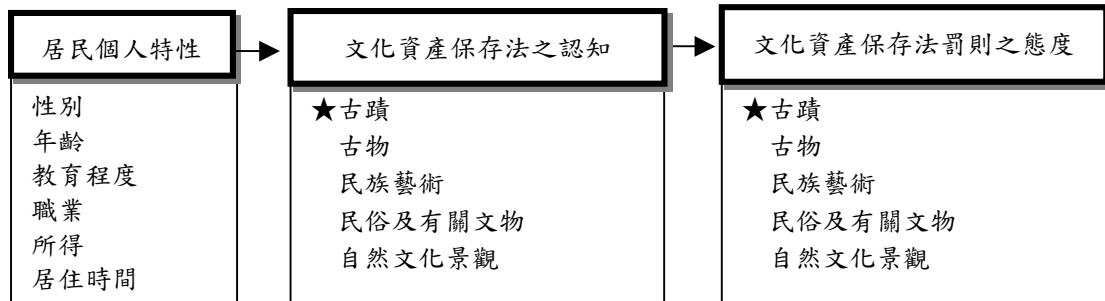 居民個人特性
性別
年齡
教育程度
職業
所得
居住時間
文化資產保存法之認知
★古蹟
古物
民族藝術
民俗及有關文物
自然文化景觀
文化資產保存法罰則之態度
★古蹟
古物
民族藝術
民俗及有關文物
自然文化景觀